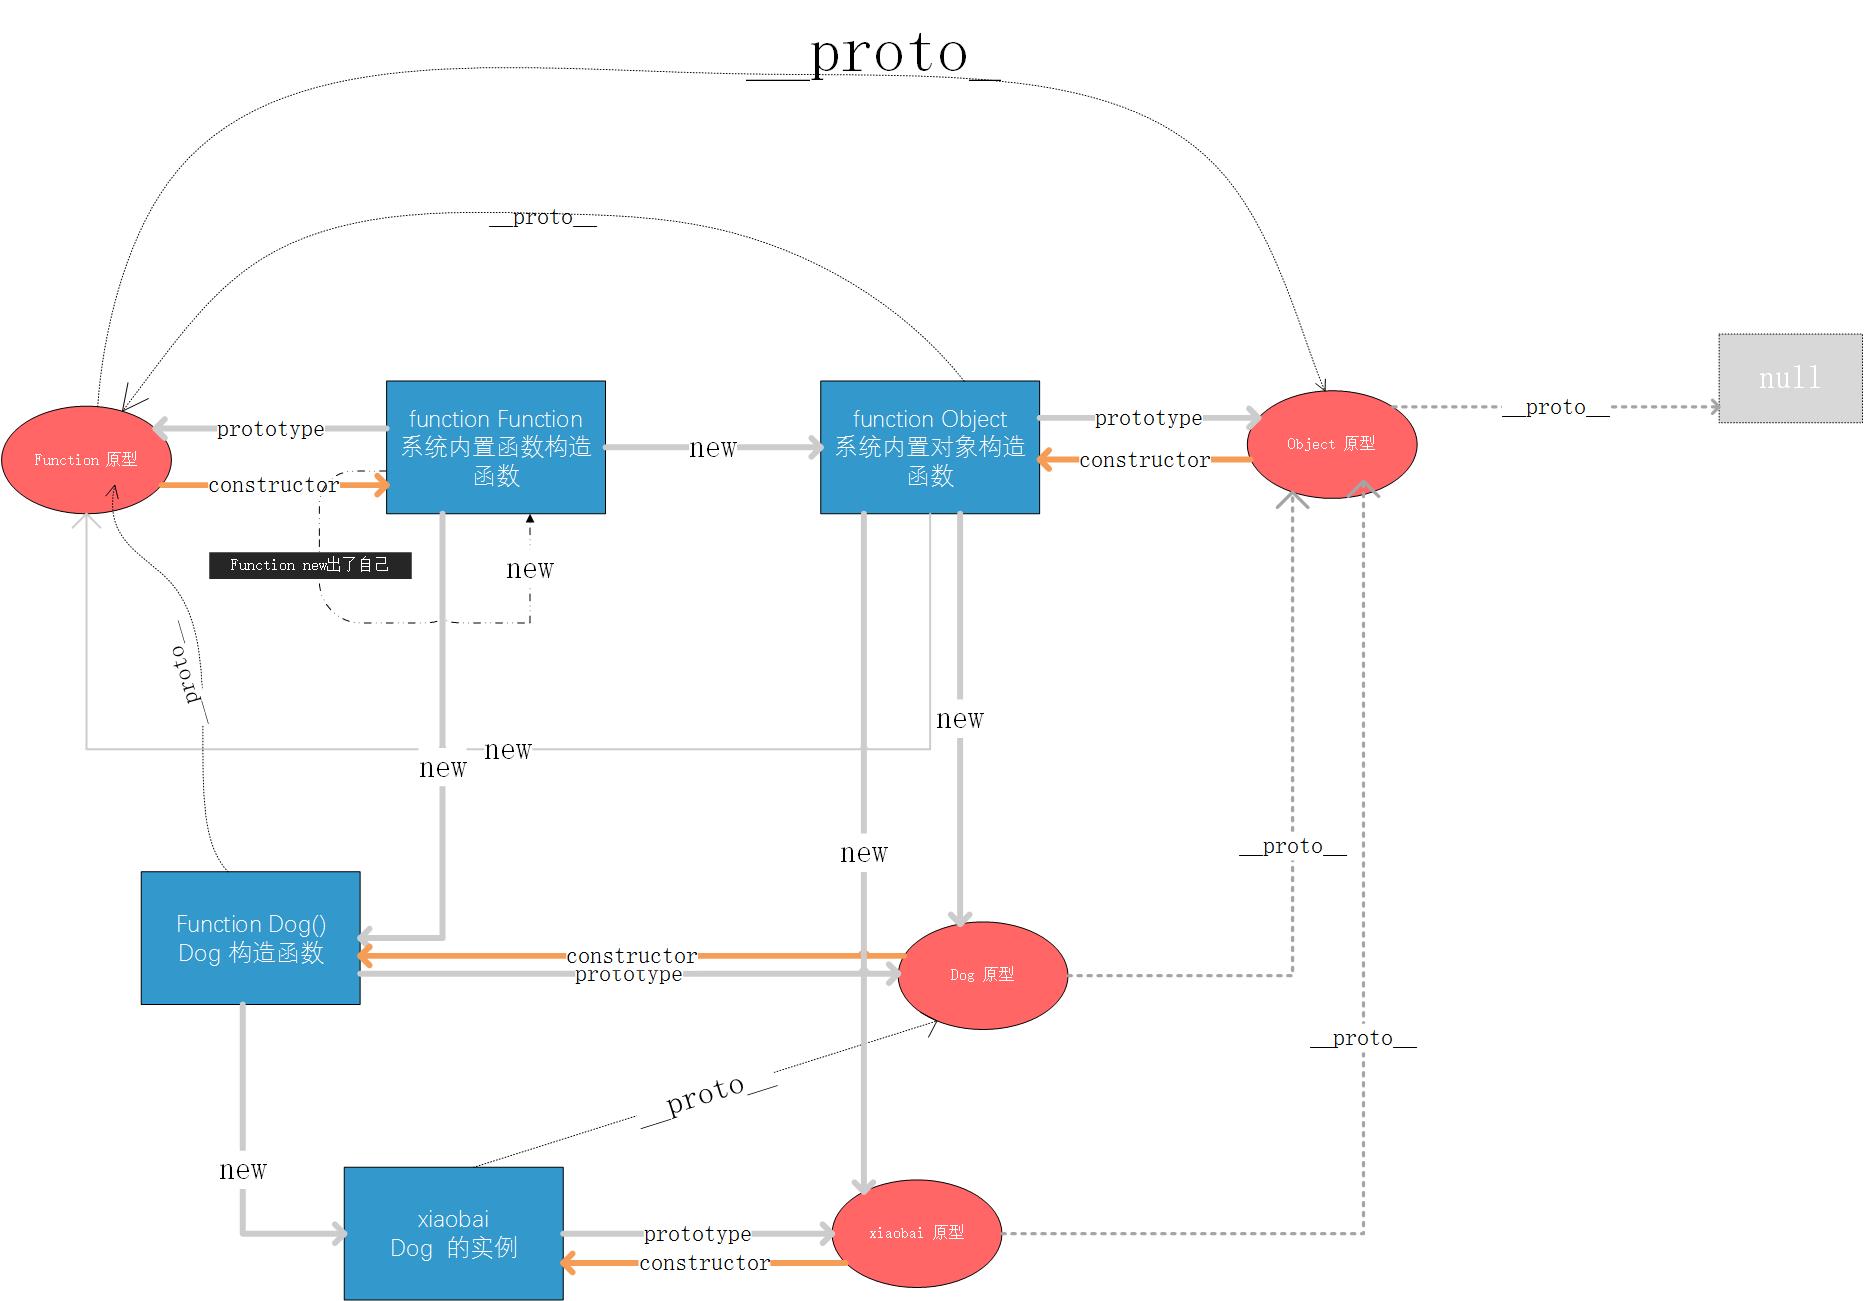 __proto_
__proto__
null
function Function
系统内置函数构造
函数
function Object
系统内置对象构造
函数
prototype
prototype
__proto__
Function 原型
new
Object 原型
constructor
constructor
Function new出了自己
new
__proto__
new
new
new
new
__proto__
Function Dog()
Dog 构造函数
constructor
prototype
Dog 原型
__proto__
__proto__
new
xiaobai
Dog 的实例
prototype
constructor
xiaobai 原型